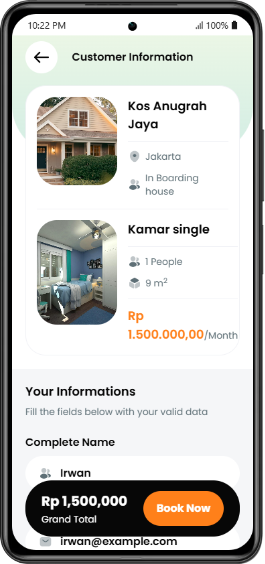 10:22 PM 100%
Customer Information
Kos Anugrah
Jaya
Jakarta
In Boarding
house
Kamar single
1 People
9 m²
Rp
1.500.000,00/Month
Your Informations
Fill the fields below with your valid data
Complete Name
Irwan
Rp 1,500,000
Grand Total
Book Now
irwan@example.com